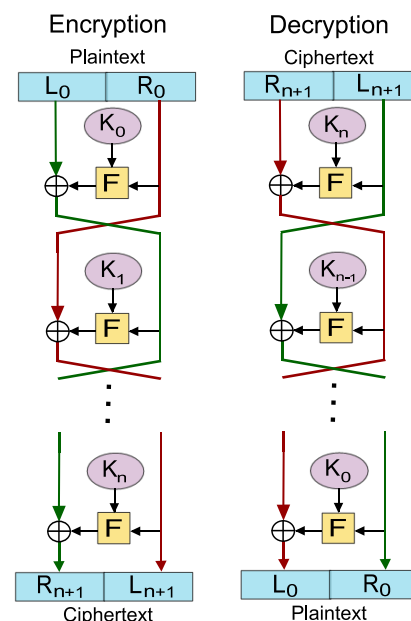 Encryption Decryption
Plaintext Ciphertext
L0 R0 Rn+1 Ln+1
K0 Kn
F F
K1 Kn-1
F F
Kn K0
F F
Rn+1 Ln+1 L0 R0
Ciphertext Plaintext